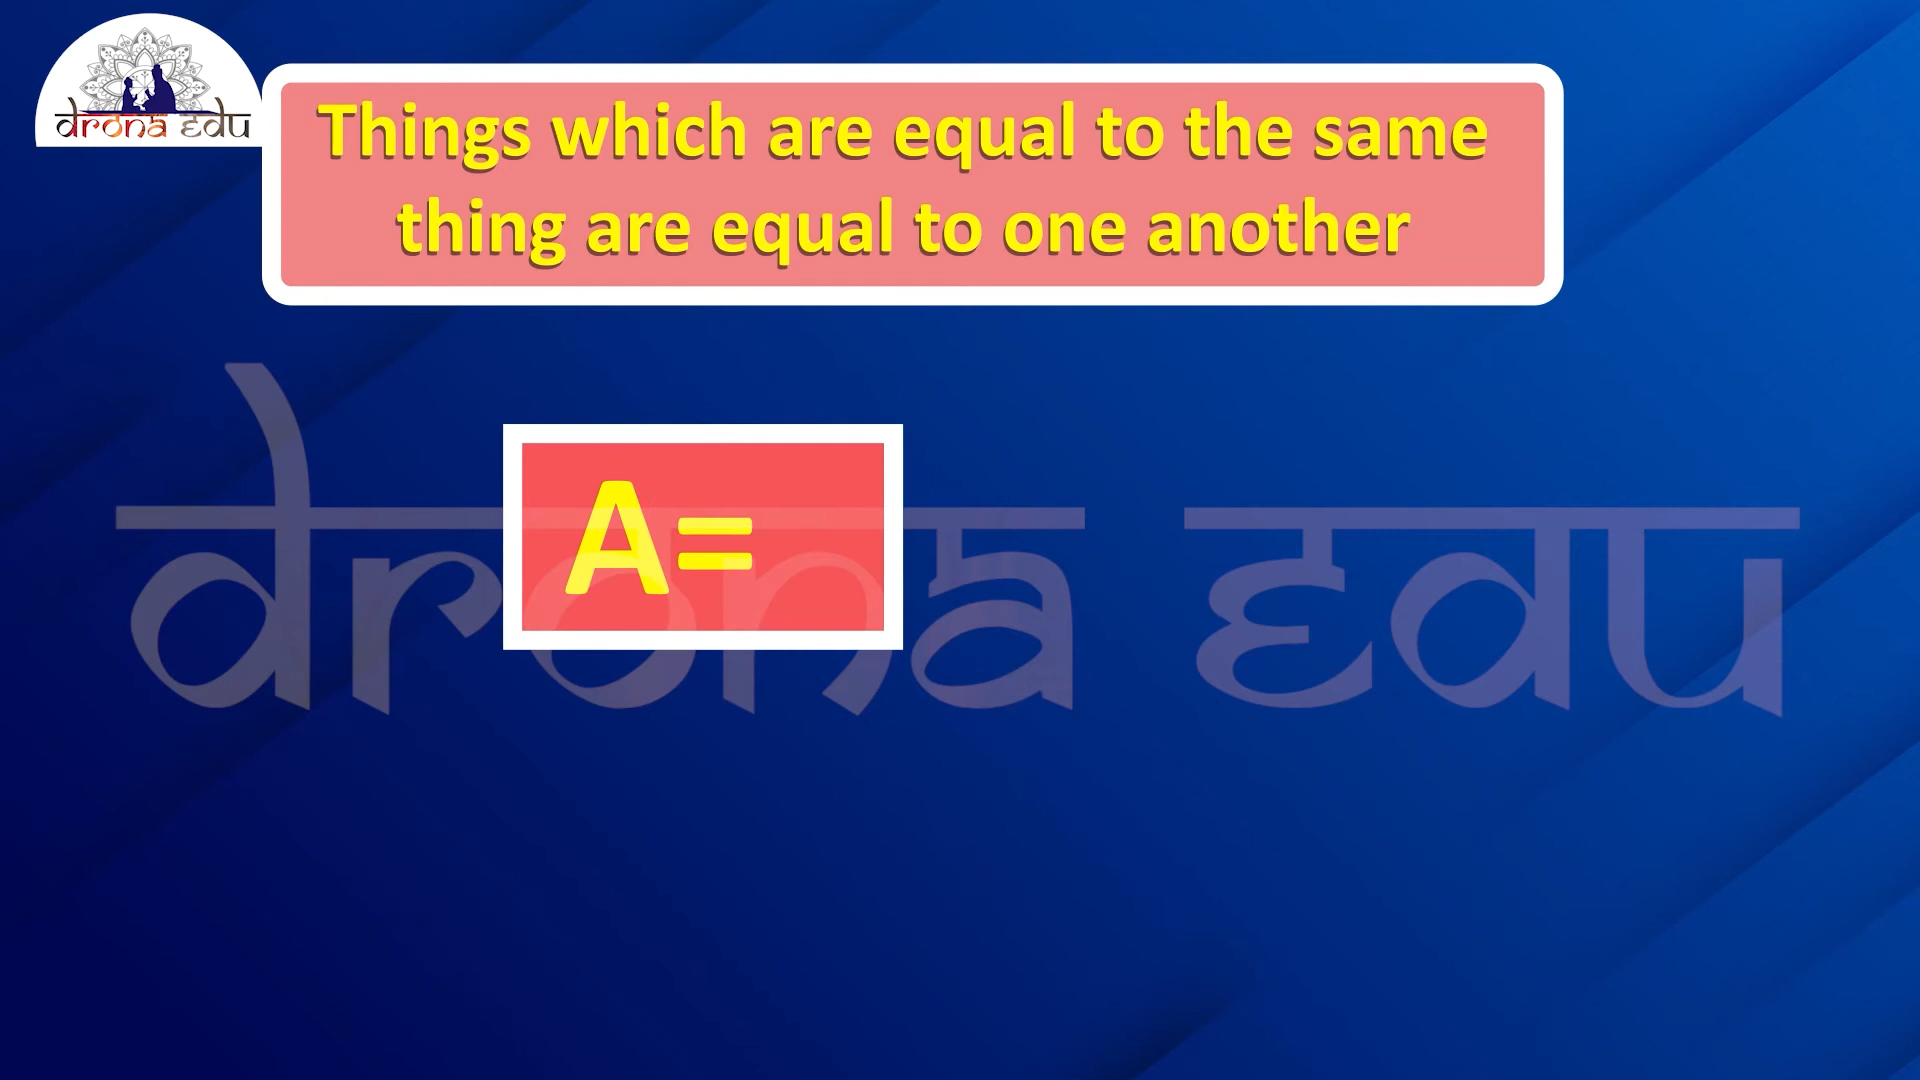 drona edu
Things which are equal to the same
thing are equal to one another
A=
drona edu